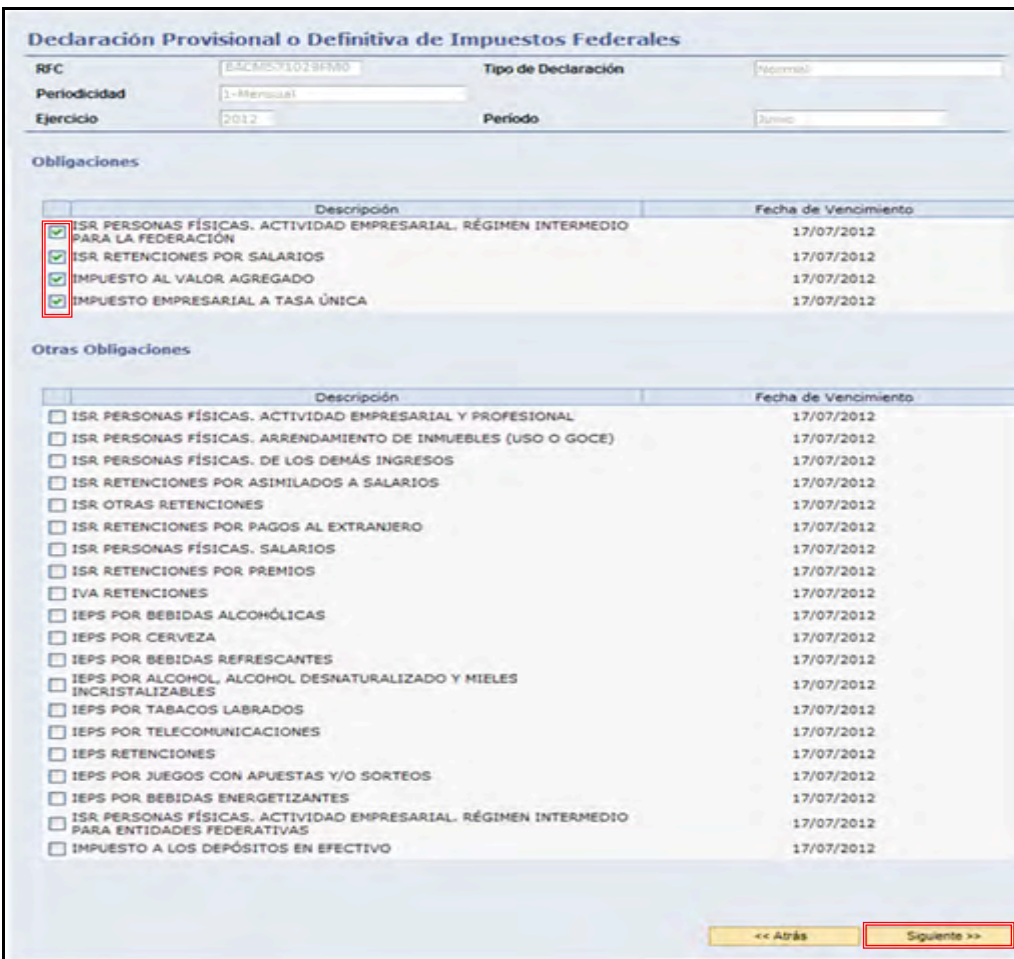 Declaración Provisional o Definitiva de Impuestos Federales
RFC Tipo de Declaración Normal
Periodicidad 1-Mensual
Ejercicio 2012 Período Junio
Obligaciones
Descripción Fecha de Vencimiento
ISR PERSONAS FÍSICAS. ACTIVIDAD EMPRESARIAL. RÉGIMEN INTERMEDIO
PARA LA FEDERACIÓN 17/07/2012
ISR RETENCIONES POR SALARIOS 17/07/2012
IMPUESTO AL VALOR AGREGADO 17/07/2012
IMPUESTO EMPRESARIAL A TASA ÚNICA 17/07/2012
Otras Obligaciones
Descripción Fecha de Vencimiento
ISR PERSONAS FÍSICAS. ACTIVIDAD EMPRESARIAL Y PROFESIONAL 17/07/2012
ISR PERSONAS FÍSICAS. ARRENDAMIENTO DE INMUEBLES (USO O GOCE) 17/07/2012
ISR PERSONAS FÍSICAS. DE LOS DEMÁS INGRESOS 17/07/2012
ISR RETENCIONES POR ASIMILADOS A SALARIOS 17/07/2012
ISR OTRAS RETENCIONES 17/07/2012
ISR RETENCIONES POR PAGOS AL EXTRANJERO 17/07/2012
ISR PERSONAS FÍSICAS. SALARIOS 17/07/2012
ISR RETENCIONES POR PREMIOS 17/07/2012
IVA RETENCIONES 17/07/2012
IEPS POR BEBIDAS ALCOHÓLICAS 17/07/2012
IEPS POR CERVEZA 17/07/2012
IEPS POR BEBIDAS REFRESCANTES 17/07/2012
IEPS POR ALCOHOL, ALCOHOL DESNATURALIZADO Y MIELES
INCRISTALIZABLES 17/07/2012
IEPS POR TABACOS LABRADOS 17/07/2012
IEPS POR TELECOMUNICACIONES 17/07/2012
IEPS RETENCIONES 17/07/2012
IEPS POR JUEGOS CON APUESTAS Y/O SORTEOS 17/07/2012
IEPS POR BEBIDAS ENERGETIZANTES 17/07/2012
ISR PERSONAS FÍSICAS. ACTIVIDAD EMPRESARIAL. RÉGIMEN INTERMEDIO
PARA ENTIDADES FEDERATIVAS 17/07/2012
IMPUESTO A LOS DEPÓSITOS EN EFECTIVO 17/07/2012
<< Atrás Siguiente >>